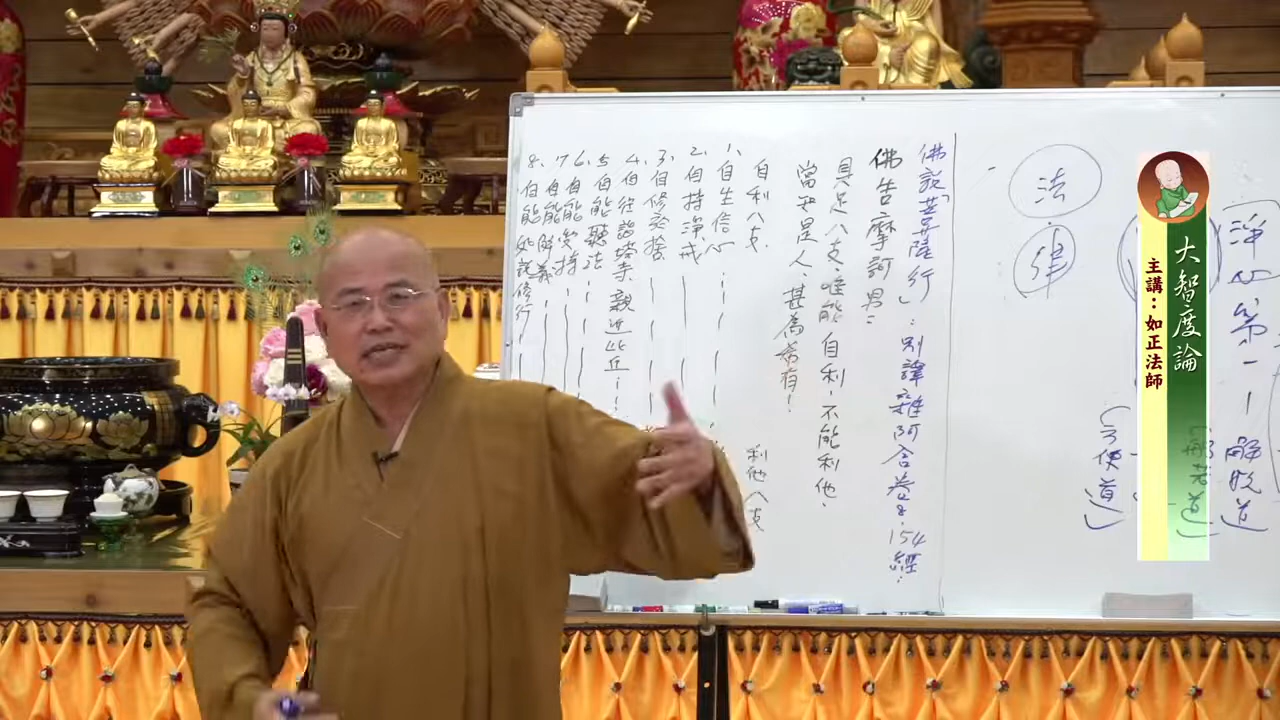 大智度論
主講：如正法師
淨心第一－解脫道
(方便道)
法
律
佛說「菩薩行」：別譯雜阿含卷8.154經：
佛告摩訶男：
具足八支，唯能自利，不能利他，
當知是人，甚為希有！
自利八支
利他八支
1、自生信心
2、自持淨戒
3、自修惠捨
4、自往詣塔寺親近比丘
5、自能聽法
6、自能受持
7、自能解義
8、自能如說修行